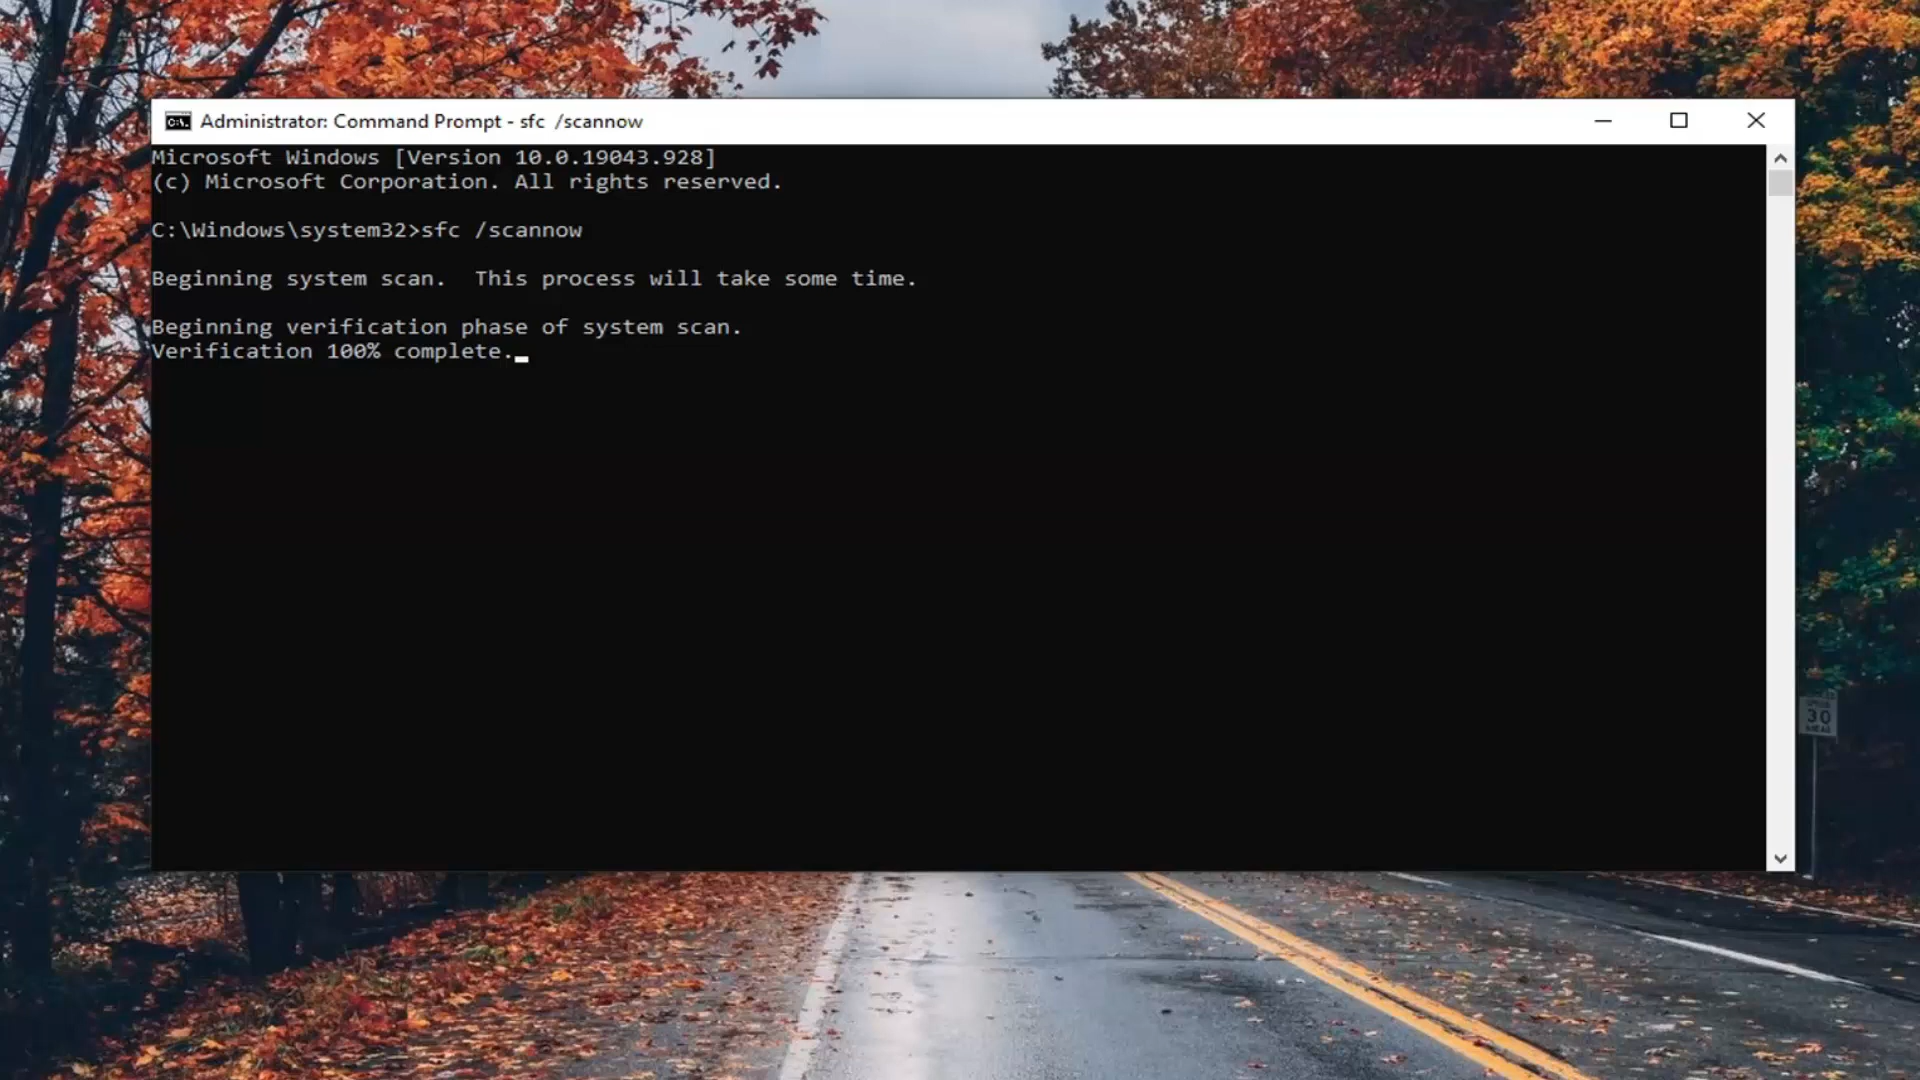 Administrator: Command Prompt - sfc  /scannow
Microsoft Windows [Version 10.0.19043.928]
(c) Microsoft Corporation. All rights reserved.
C:\Windows\system32>sfc /scannow
Beginning system scan.  This process will take some time.
Beginning verification phase of system scan.
Verification 100% complete.
30